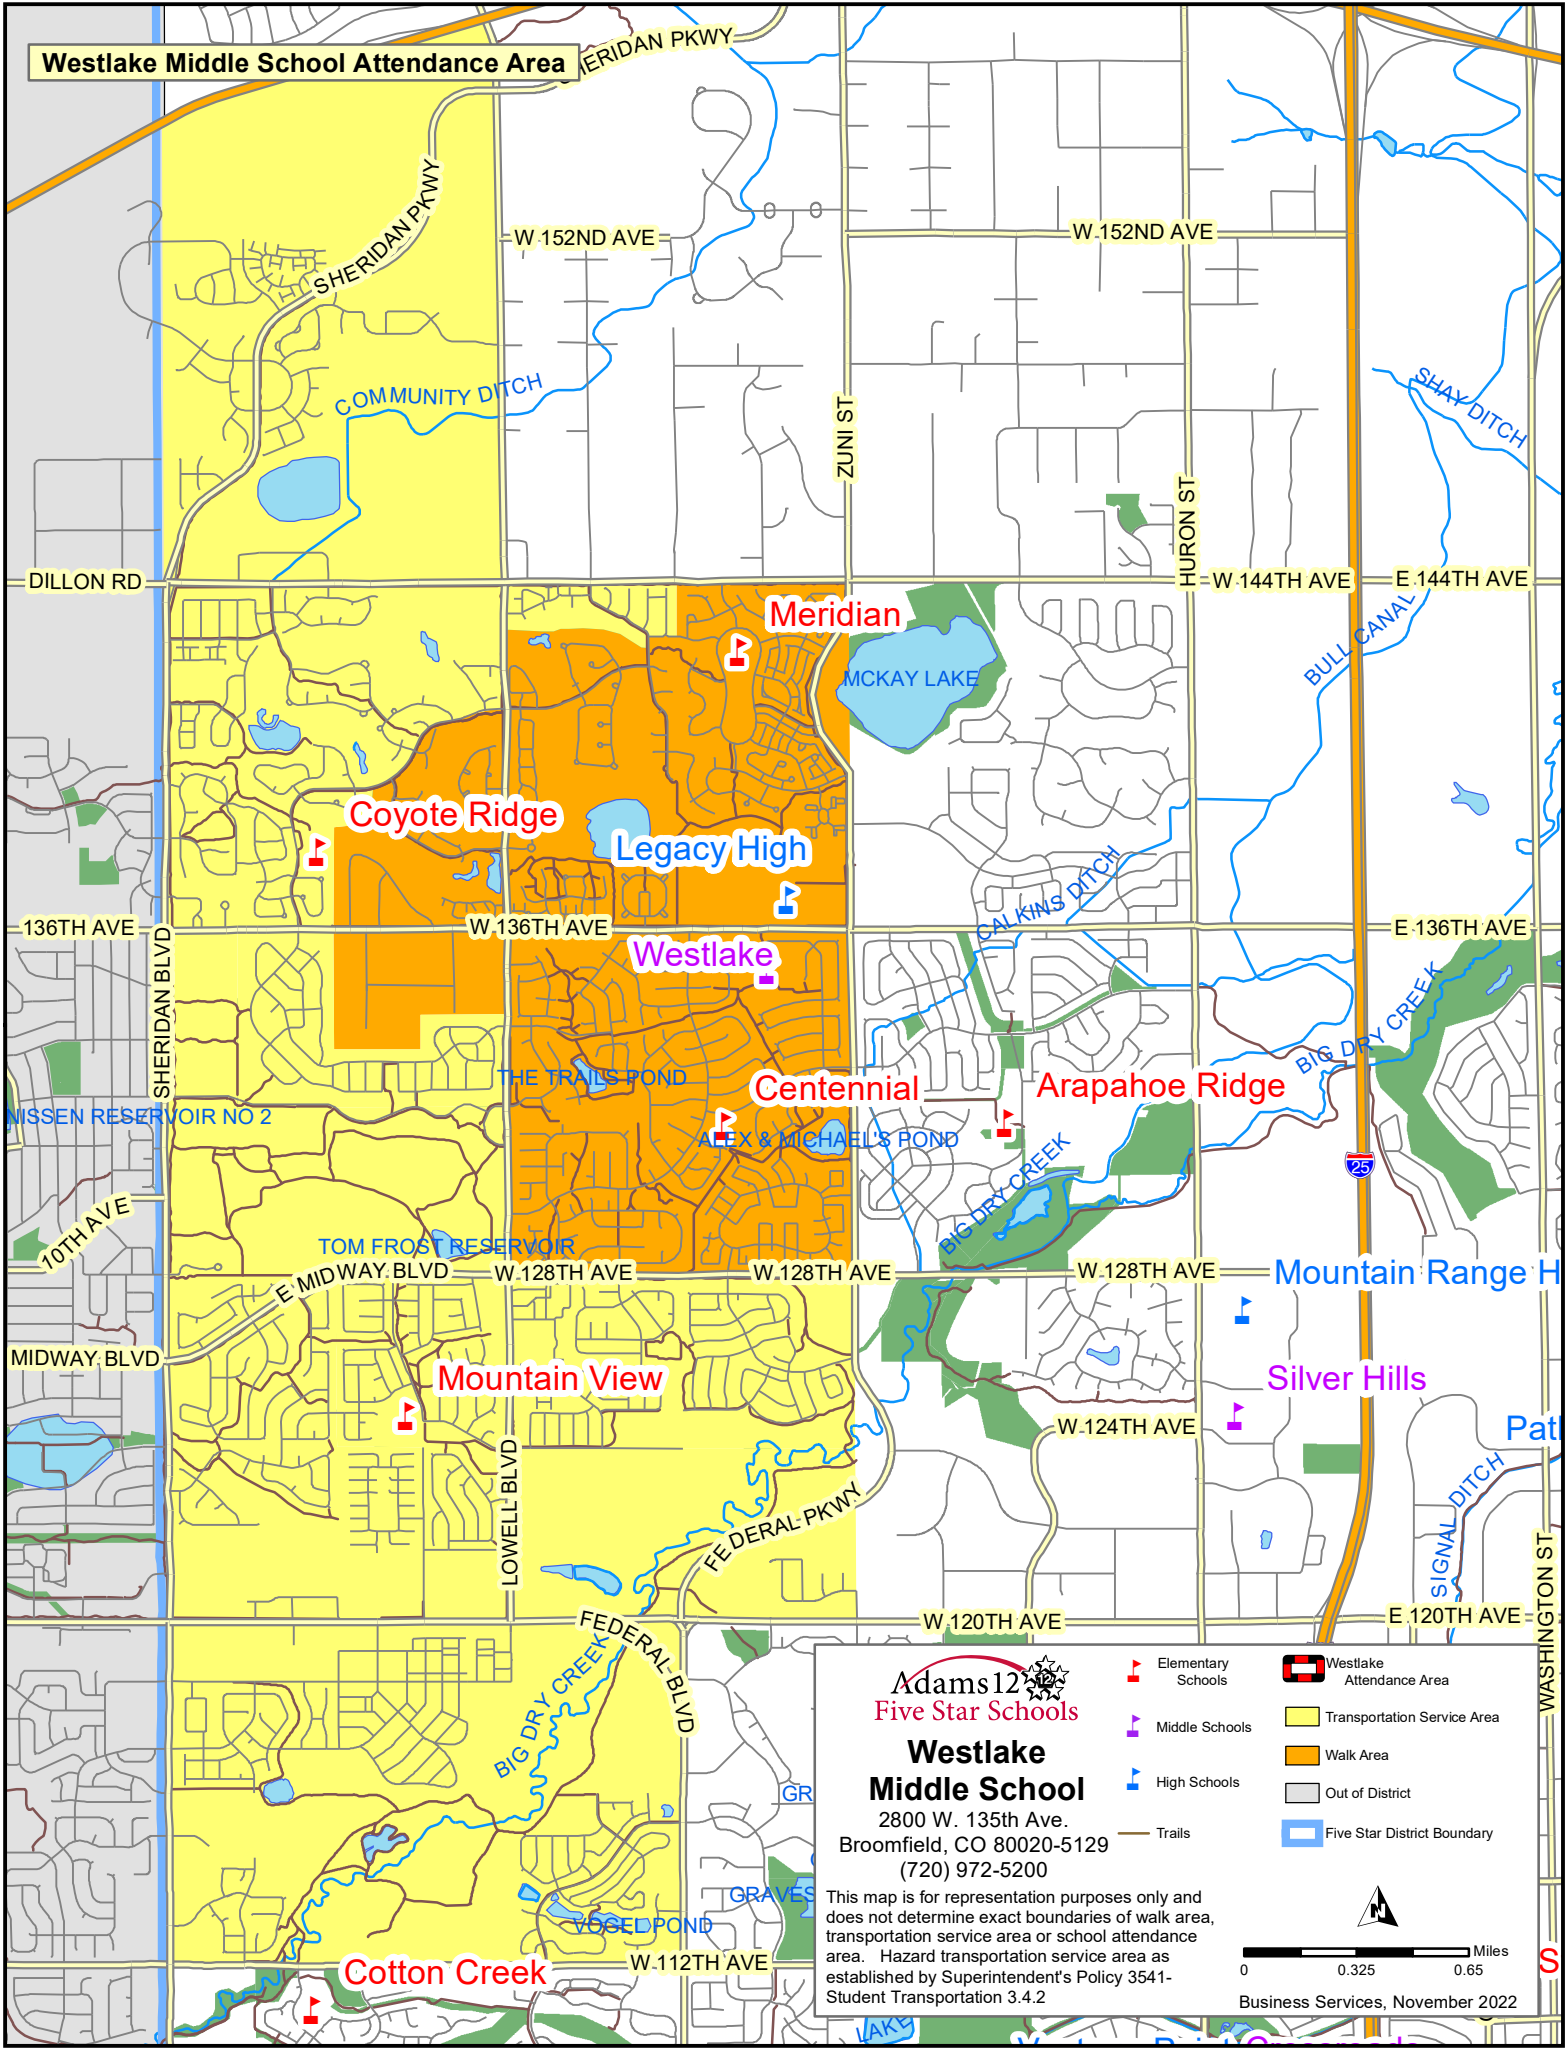 Westlake Middle School Attendance Area
SHERIDAN PKWY
SHERIDAN PKWY
W 152ND AVE
W 152ND AVE
COMMUNITY DITCH
ZUNI ST
SHAY DITCH
HURON ST
DILLON RD
W 144TH AVE
E 144TH AVE
Meridian
MCKAY LAKE
BULL CANAL
Coyote Ridge
Legacy High
CALKINS DITCH
136TH AVE
W 136TH AVE
E 136TH AVE
Westlake
SHERIDAN BLVD
BIG DRY CREEK
THE TRAILS POND
Centennial
Arapahoe Ridge
NISSEN RESERVOIR NO 2
ALEX & MICHAEL'S POND
25
BIG DRY CREEK
10TH AVE
TOM FROST RESERVOIR
E MIDWAY BLVD
W 128TH AVE
W 128TH AVE
W 128TH AVE
Mountain Range H
MIDWAY BLVD
Mountain View
Silver Hills
W 124TH AVE
Path
LOWELL BLVD
FEDERAL PKWY
SIGNAL DITCH
WASHINGTON ST
W 120TH AVE
E 120TH AVE
FEDERAL BLVD
BIG DRY CREEK
GR
GRAVES
VOGEL POND
W 112TH AVE
Cotton Creek
LAKE
S
Adams 12
12
Five Star Schools
Westlake
Middle School
2800 W. 135th Ave.
Broomfield, CO 80020-5129
(720) 972-5200
This map is for representation purposes only and
does not determine exact boundaries of walk area,
transportation service area or school attendance
area. Hazard transportation service area as
established by Superintendent's Policy 3541-
Student Transportation 3.4.2
Elementary
Schools
Middle Schools
High Schools
Trails
Westlake
Attendance Area
Transportation Service Area
Walk Area
Out of District
Five Star District Boundary
N
Miles
0 0.325 0.65
Business Services, November 2022